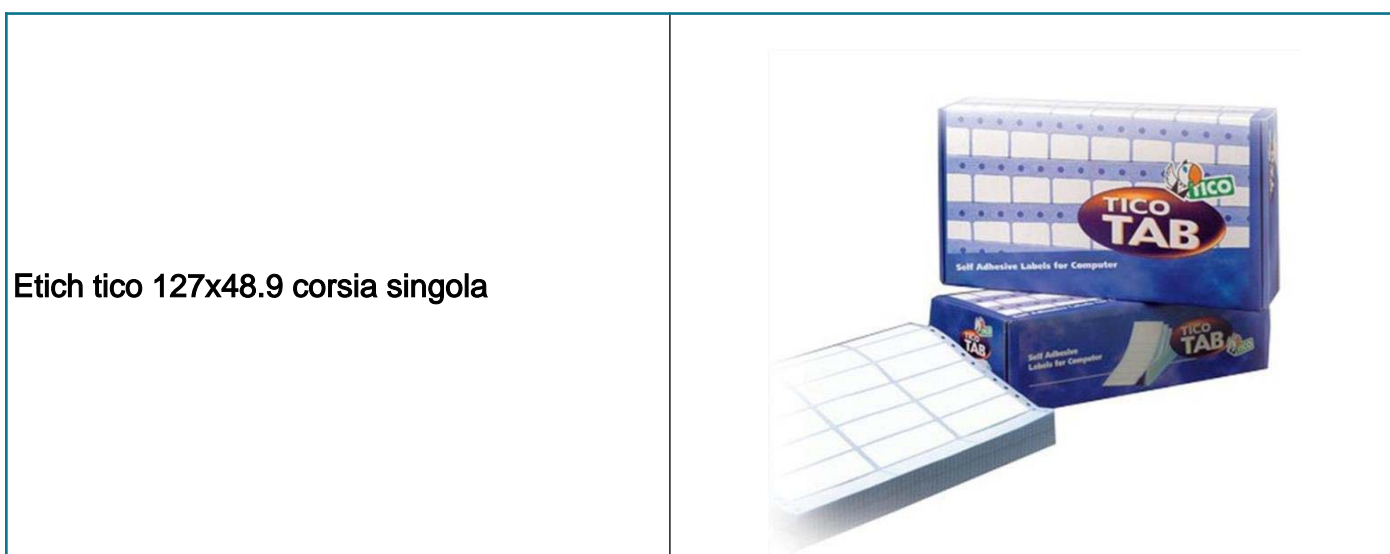 Etich tico 127x48.9 corsia singola
TICO
TICO
TAB
Self Adhesive Labels for Computer
TICO
TAB
Self Adhesive
Labels for Computer
TICO
TAB